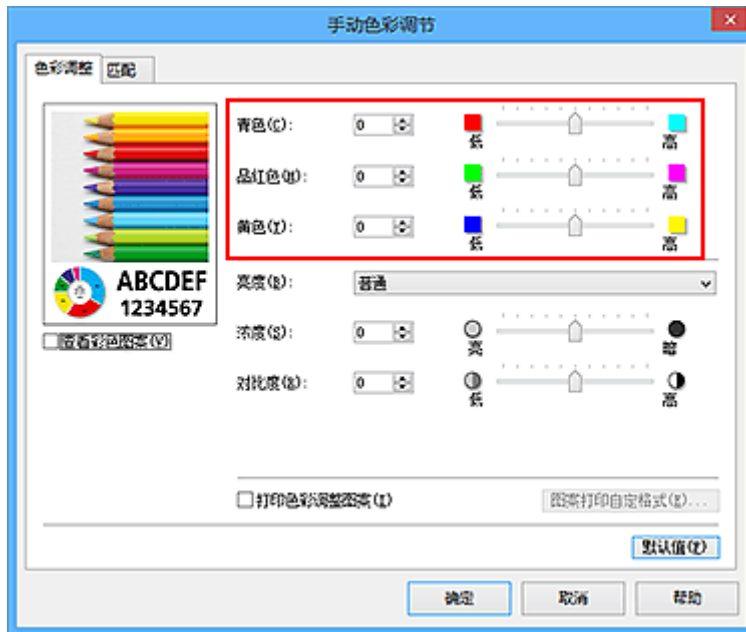 手动色彩调节
色彩调整 匹配
青色(C): 0 低 高
品红色(M): 0 低 高
黄色(Y): 0 低 高
ABCDEF
1234567
查看彩色图案(V)
亮度(B): 普通
浓度(S): 0 亮 暗
对比度(R): 0 低 高
打印色彩调整图案(I) 图案打印自定格式(E)...
默认值(Z)
确定 取消 帮助